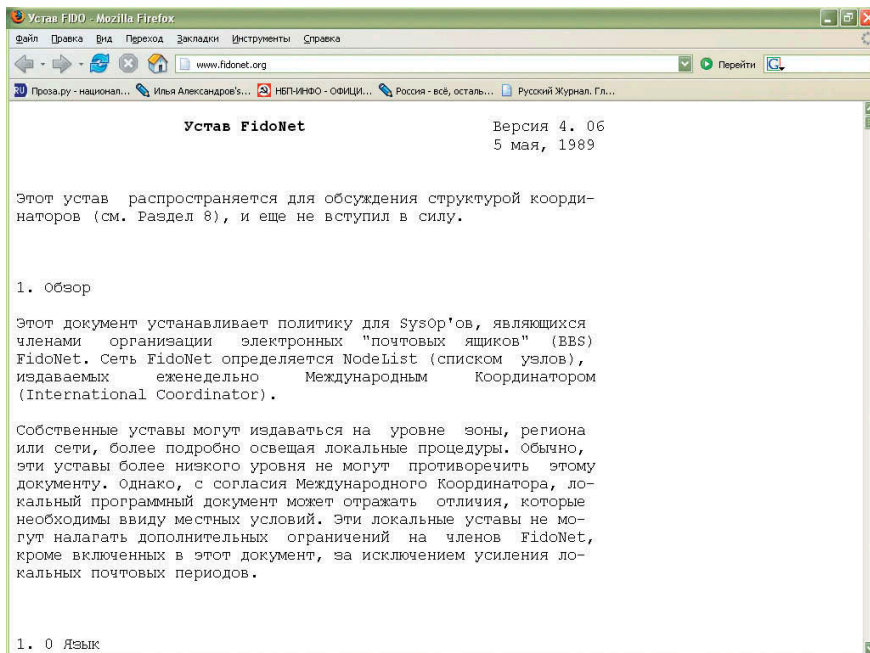 Устав FIDO - Mozilla Firefox
Файл Правка Вид Переход Закладки Инструменты Справка
www.fidonet.org Перейти G
RU Проза.ру - национал... Илья Александров's... НБП-ИНФО - ОФИЦИ... Россия - всё, осталь... Русский Журнал. Гл...
Устав FidoNet Версия 4. 06
5 мая, 1989
Этот устав распространяется для обсуждения структурой коорди-
наторов (см. Раздел 8), и еще не вступил в силу.
1. Обзор
Этот документ устанавливает политику для SysOp'ов, являющихся
членами организации электронных "почтовых ящиков" (BBS)
FidoNet. Сеть FidoNet определяется NodeList (списком узлов),
издаваемых еженедельно Международным Координатором
(International Coordinator).
Собственные уставы могут издаваться на уровне зоны, региона
или сети, более подробно освещая локальные процедуры. Обычно,
эти уставы более низкого уровня не могут противоречить этому
документу. Однако, с согласия Международного Координатора, ло-
кальный программный документ может отражать отличия, которые
необходимы ввиду местных условий. Эти локальные уставы не мо-
гут налагать дополнительных ограничений на членов FidoNet,
кроме включенных в этот документ, за исключением усиления ло-
кальных почтовых периодов.
1. 0 Язык